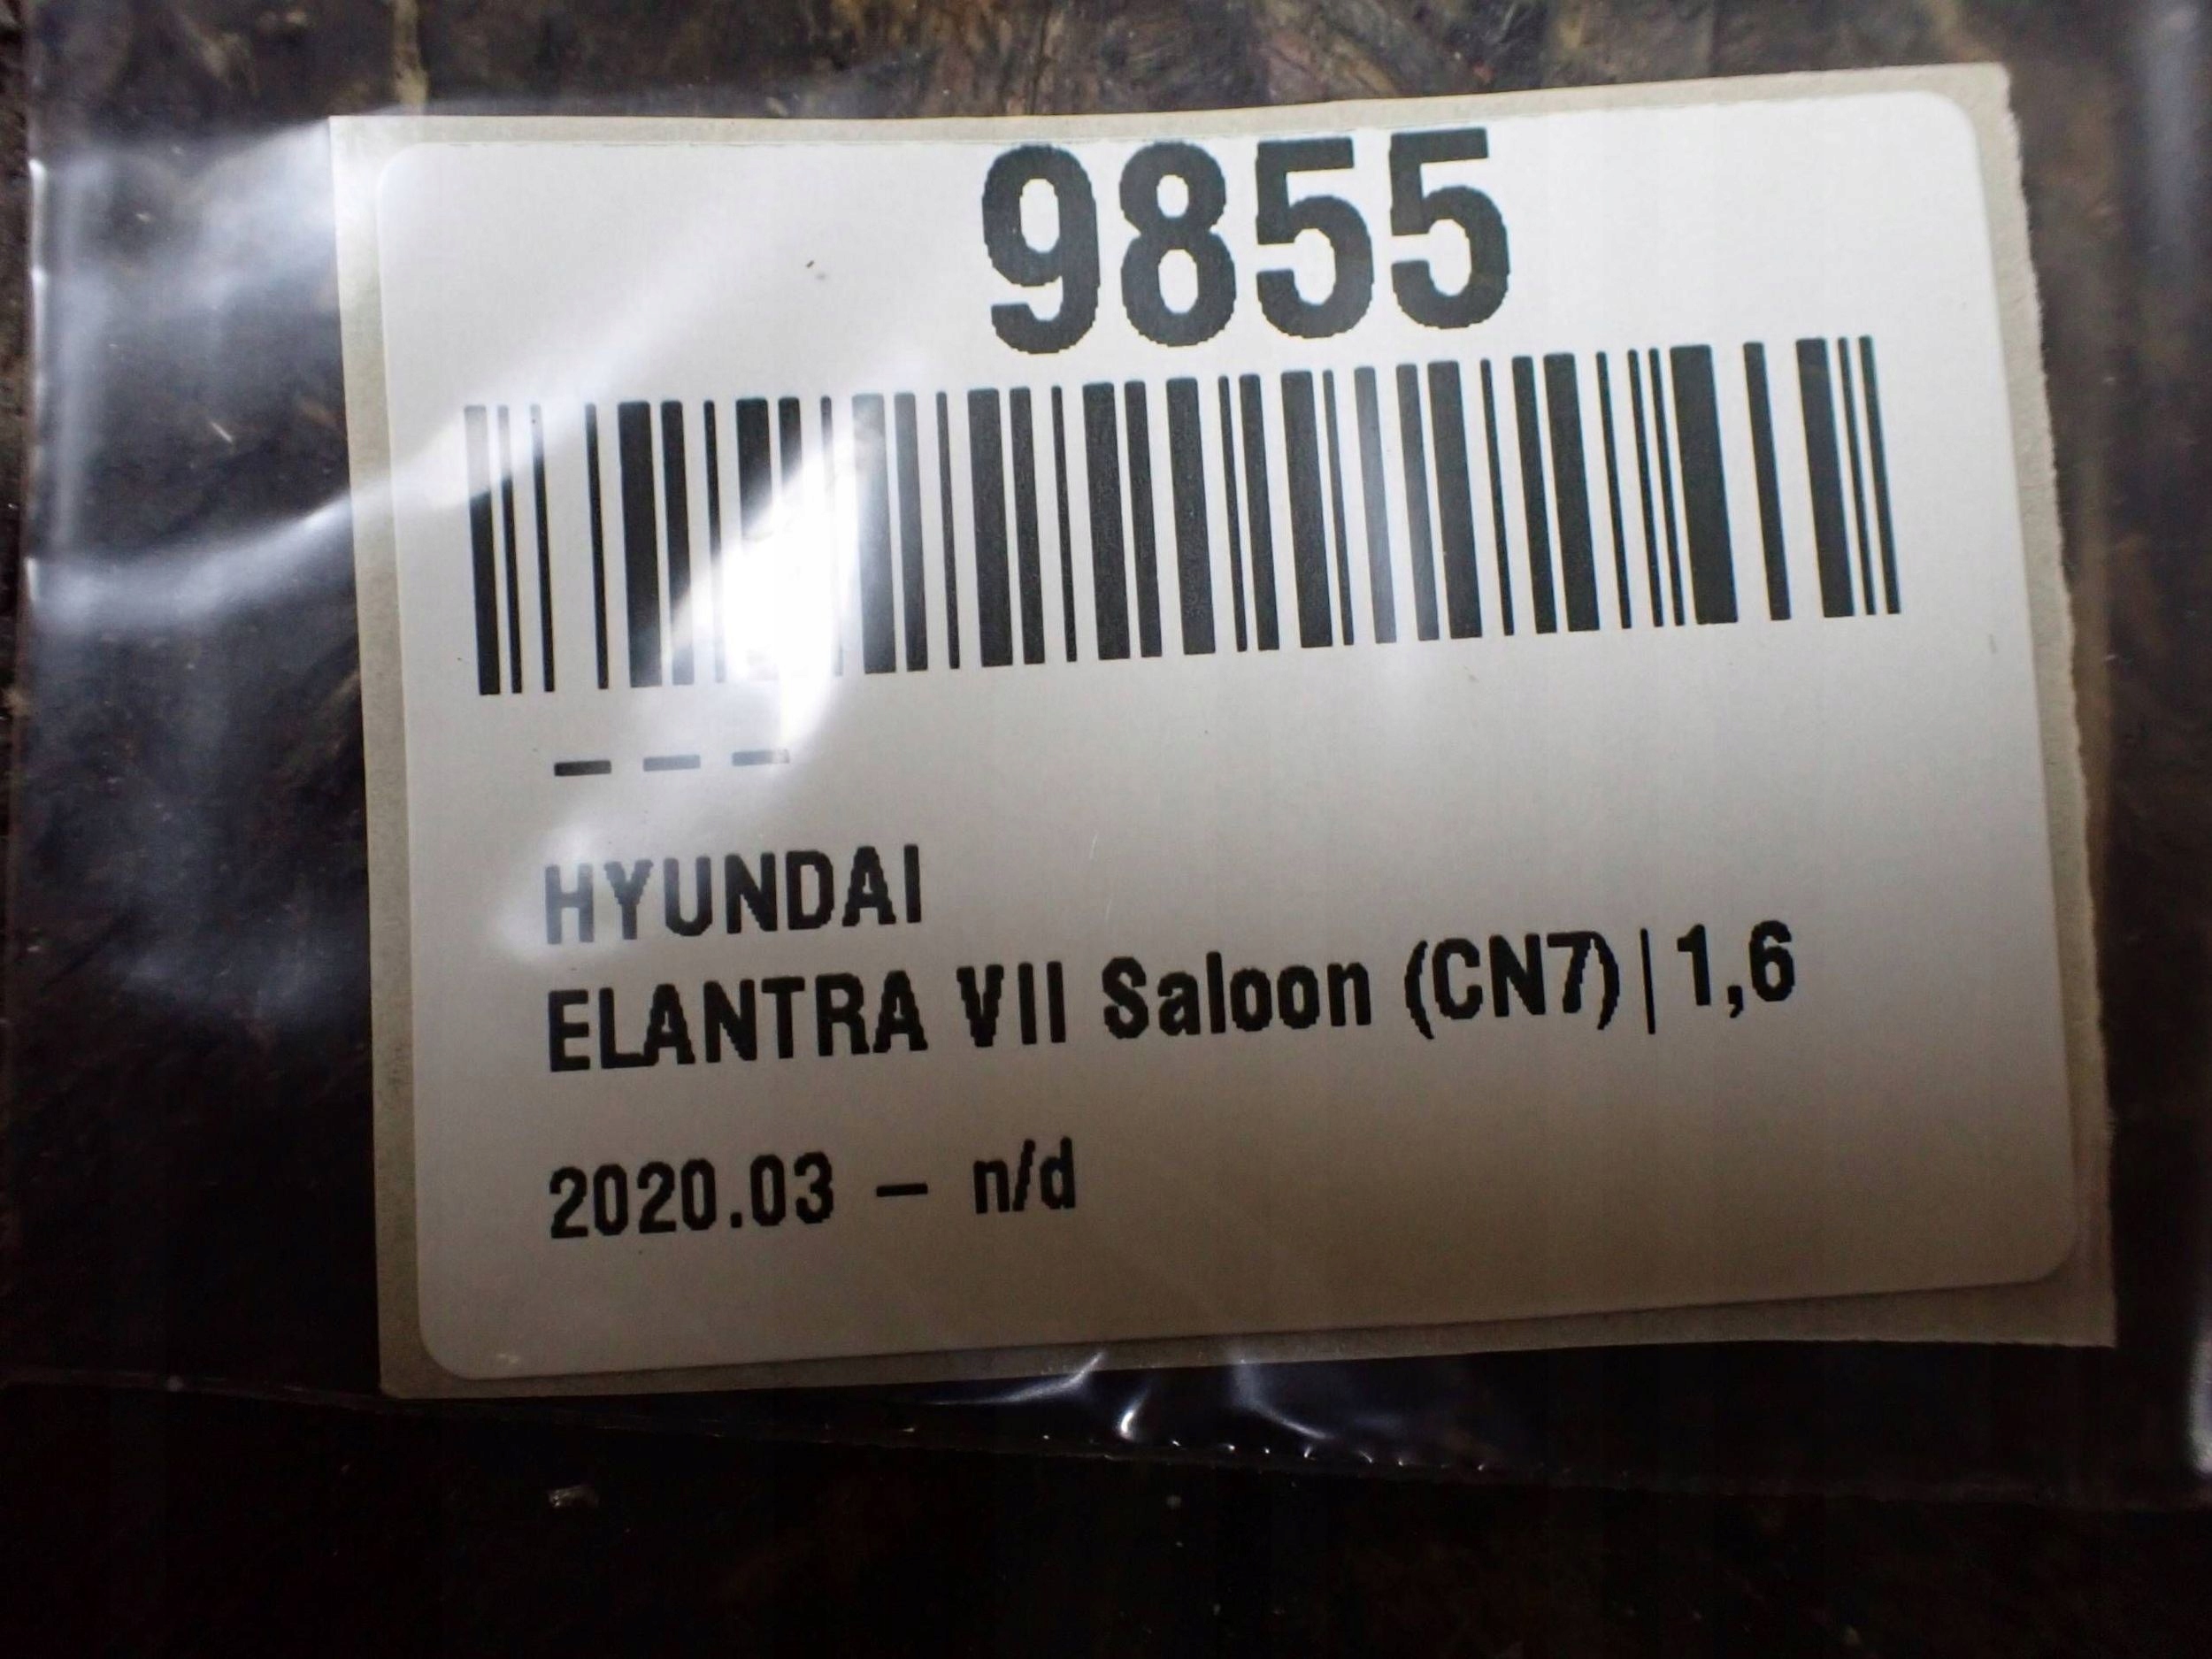 9855
– – –
HYUNDAI
ELANTRA VII Saloon (CN7)|1,6
2020.03 – n/d